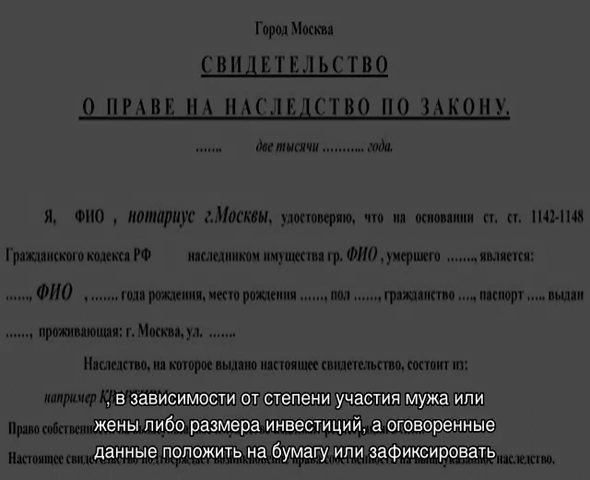 Город Москва
СВИДЕТЕЛЬСТВО
О ПРАВЕ НА НАСЛЕДСТВО ПО ЗАКОНУ.
....... две тысячи ........... года.
Я, ФИО , нотариус г.Москвы, удостоверяю, что на основании ст. ст. 1142-1148
Гражданского кодекса РФ наследником имущества гр. ФИО , умершего ......., является:
......, ФИО , ....... года рождения, место рождения ......, пол ......, гражданство ...., паспорт ..... выдан
......, проживающая: г. Москва, ул. .......
Наследство, на которое выдано настоящее свидетельство, состоит из:
например
, в зависимости от степени участия мужа или
Право
жены либо размера инвестиций, а оговоренные
данные положить на бумагу или зафиксировать
Настоящее наследство.